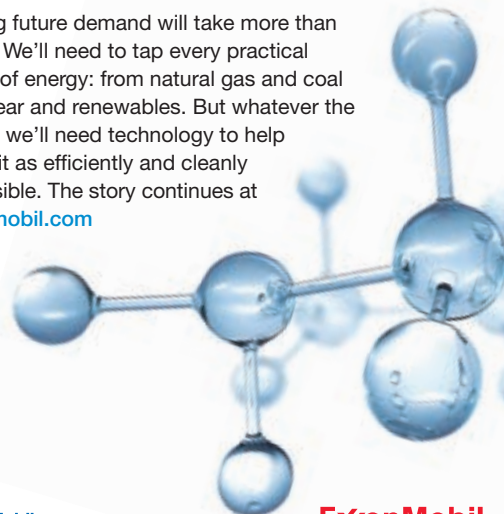 g future demand will take more than
We’ll need to tap every practical
of energy: from natural gas and coal
ear and renewables. But whatever the
we’ll need technology to help
it as efficiently and cleanly
sible. The story continues at
mobil.com
ExxonMobil